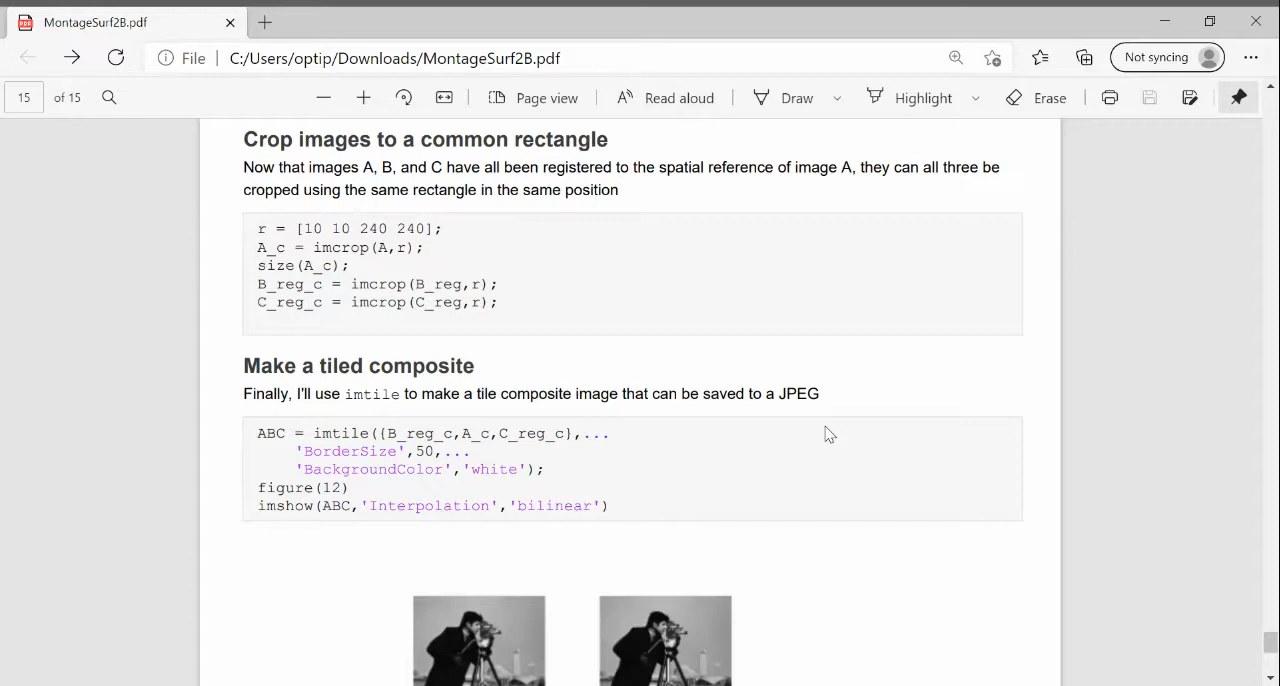 MontageSurf2B.pdf
File
C:/Users/optip/Downloads/MontageSurf2B.pdf
Not syncing
15 of 15
Page view
Read aloud
Draw
Highlight
Erase
Crop images to a common rectangle
Now that images A, B, and C have all been registered to the spatial reference of image A, they can all three be
cropped using the same rectangle in the same position
r = [10 10 240 240];
A_c = imcrop(A,r);
size(A_c);
B_reg_c = imcrop(B_reg,r);
C_reg_c = imcrop(C_reg,r);
Make a tiled composite
Finally, I'll use imtile to make a tile composite image that can be saved to a JPEG
ABC = imtile({B_reg_c,A_c,C_reg_c},...
'BorderSize',50,...
'BackgroundColor','white');
figure(12)
imshow(ABC,'Interpolation','bilinear')